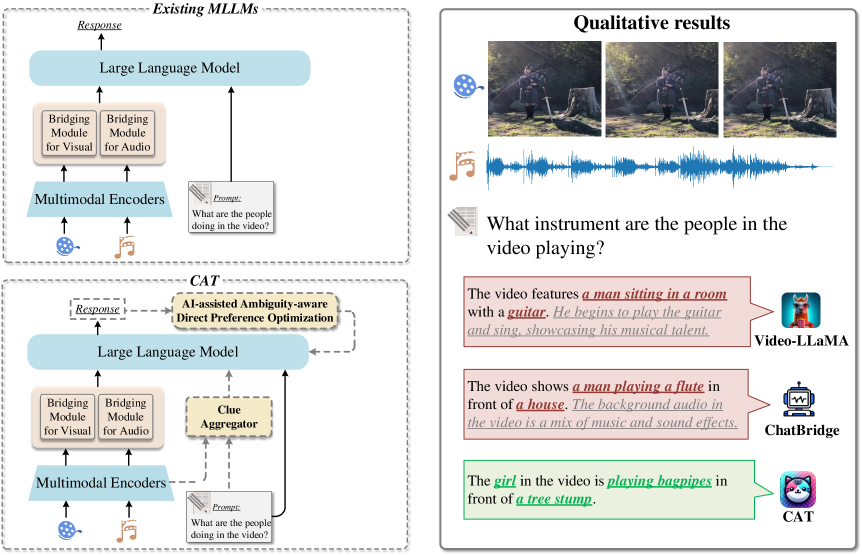 Existing MLLMs
Response
Large Language Model
Bridging
Module
for Visual
Bridging
Module
for Audio
Multimodal Encoders
Prompt:
What are the people
doing in the video?
CAT
Response
AI-assisted Ambiguity-aware
Direct Preference Optimization
Large Language Model
Bridging
Module
for Visual
Bridging
Module
for Audio
Clue
Aggregator
Multimodal Encoders
Prompt:
What are the people
doing in the video?
Qualitative results
What instrument are the people in the
video playing?
The video features a man sitting in a room
with a guitar. He begins to play the guitar
and sing, showcasing his musical talent.
Video-LLaMA
The video shows a man playing a flute in
front of a house. The background audio in
the video is a mix of music and sound effects.
ChatBridge
The girl in the video is playing bagpipes in
front of a tree stump.
CAT